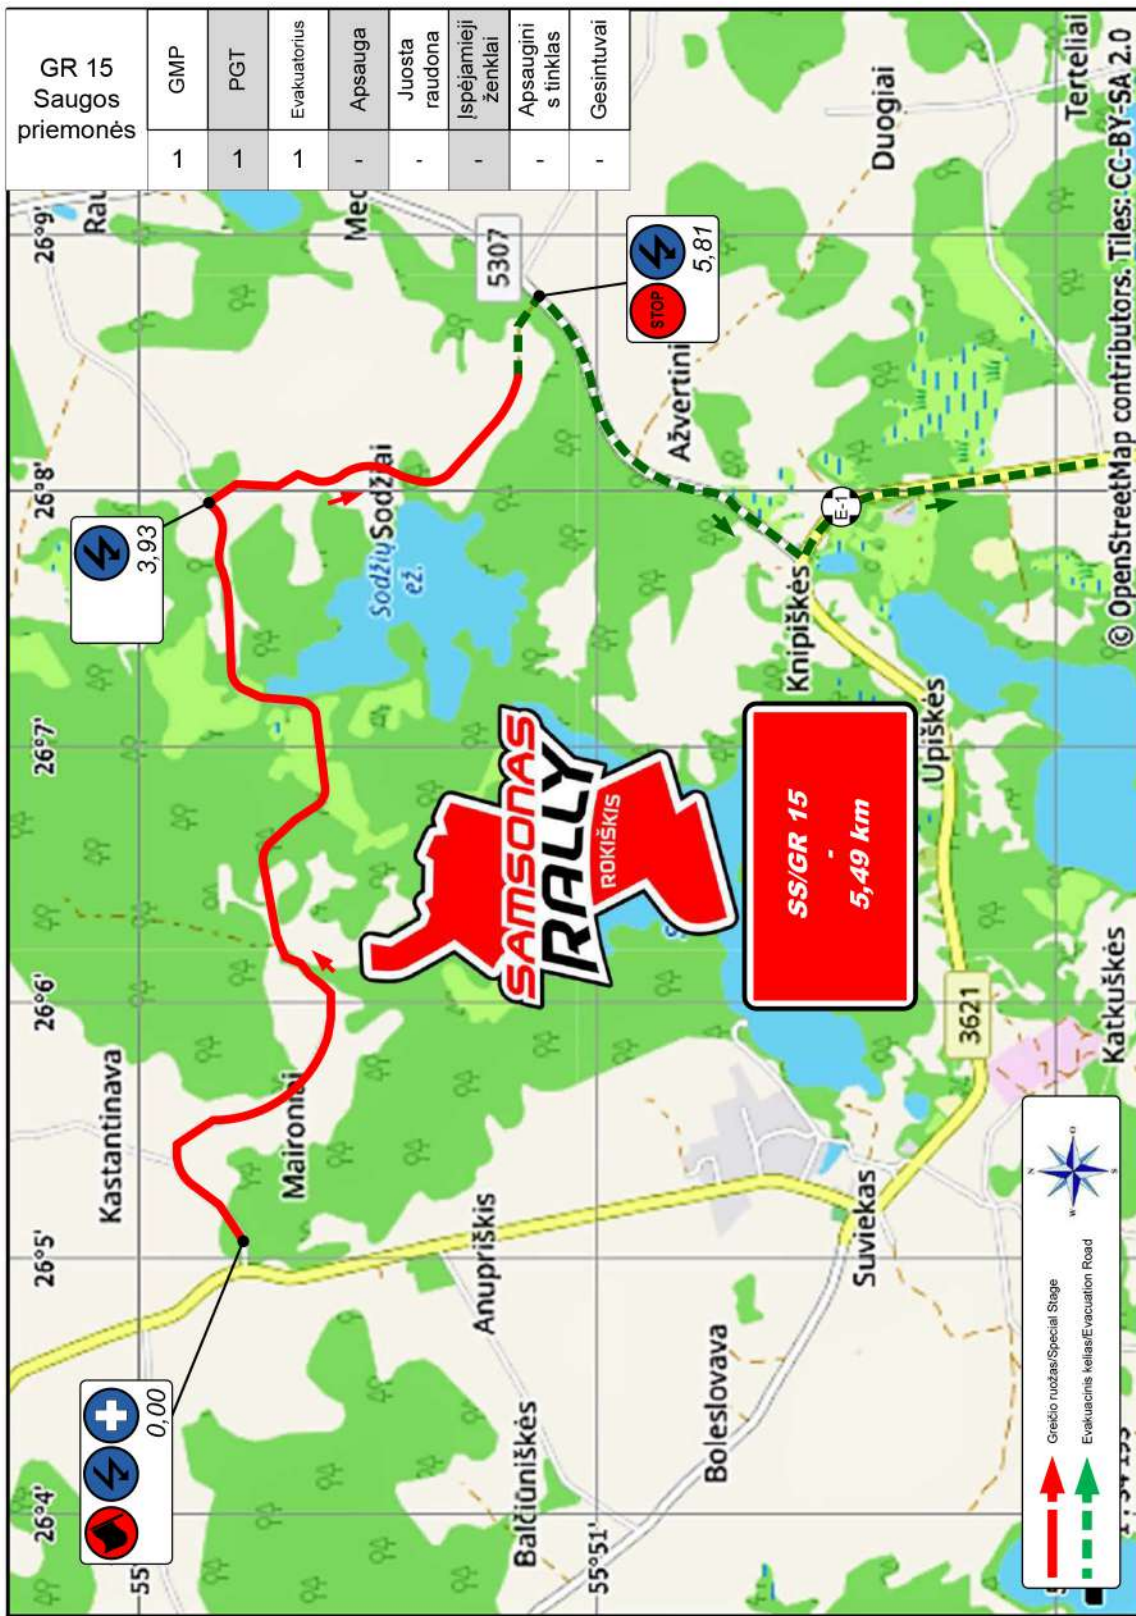 GR 15
Saugos
priemonės
GMP
1
PGT
1
Evakuatorius
1
Apsauga
-
Juosta
raudona
-
Įspėjamieji
ženklai
-
Apsaugini
s tinklas
-
Gesintuvai
-
26°4'
26°5'
26°6'
26°7'
26°8'
26°9'
55
55°51'
0,00
3,93
STOP
5,81
5307
3621
E-1
Kastantinava
Maironiai
Anupriškis
Balčiūniškės
Boleslovava
Suviekas
Katkuškės
Upiškės
Knipiškės
Ažvertini
Sodžiai
Sodžių
ež.
Rau
Med
Duogiai
Terteliai
SAMSONAS
RALLY
ROKIŠKIS
SS/GR 15
-
5,49 km
Greičio ruožas/Special Stage
Evakuacinis kelias/Evacuation Road
N
O
S
W
© OpenStreetMap contributors. Tiles: CC-BY-SA 2.0